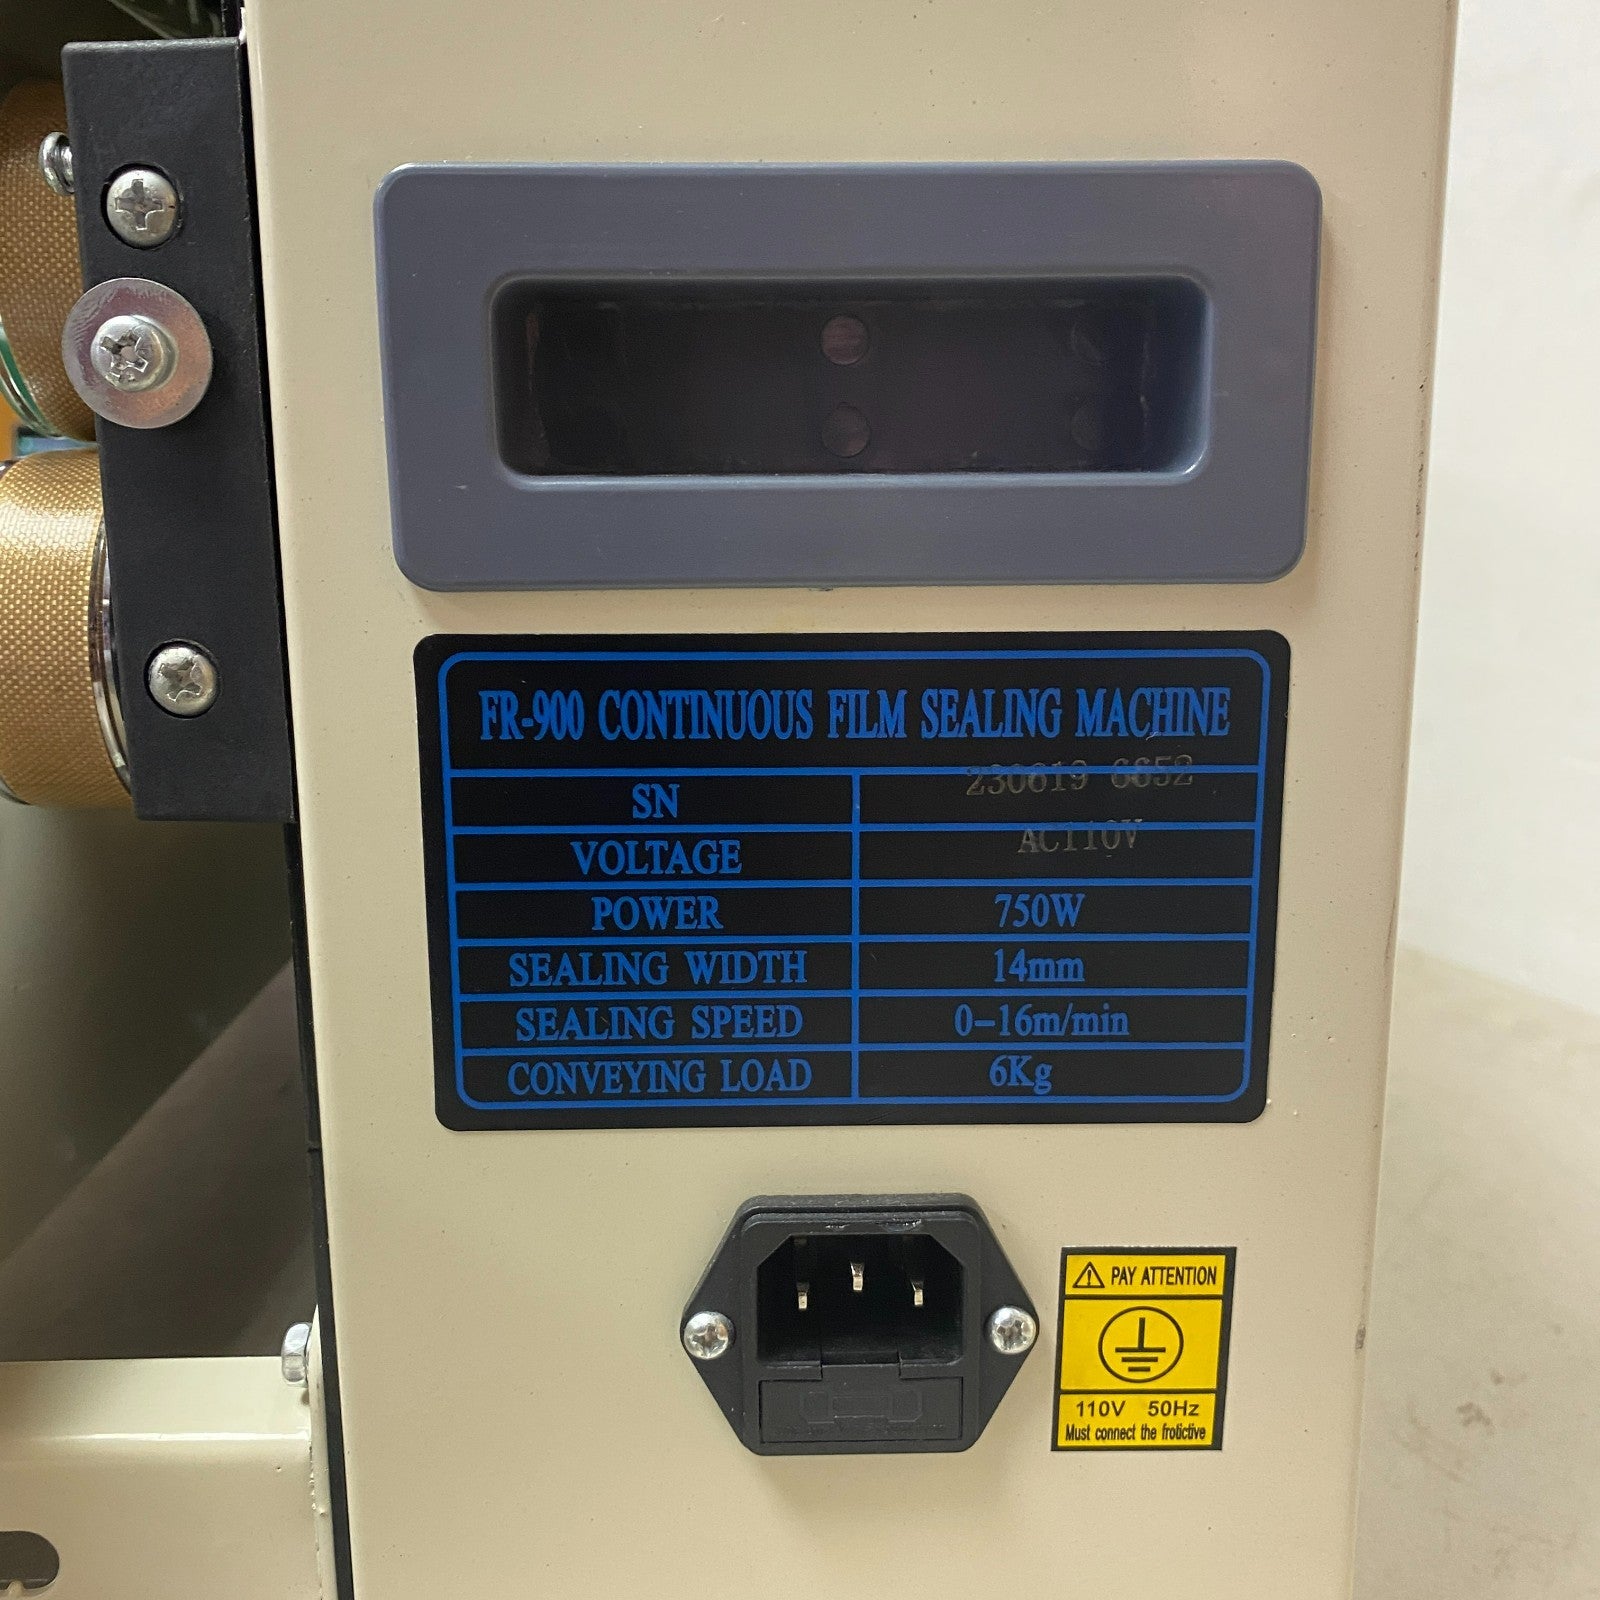 FR-900 CONTINUOUS FILM SEALING MACHINE
SN 230619 6652
VOLTAGE AC110V
POWER 750W
SEALING WIDTH 14mm
SEALING SPEED 0-16m/min
CONVEYING LOAD 6Kg
PAY ATTENTION
110V 50Hz
Must connect the frotictive